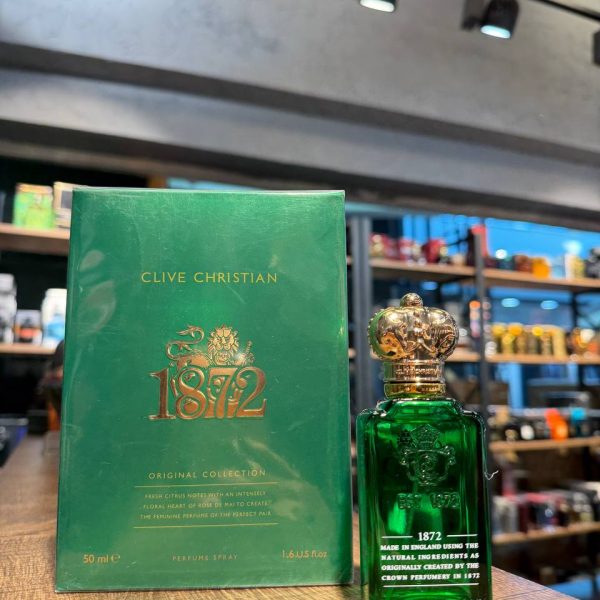 CLIVE CHRISTIAN
1872
ORIGINAL COLLECTION
FRESH CITRUS NOTES WITH AN INTENSELY
FLORAL HEART OF ROSE DE MAI TO CREATE
THE FEMININE PERFUME OF THE PERFECT PAIR
50 ml ℮
PERFUME SPRAY
1.6 U.S fl.oz
CLIVE CHRISTIAN
EST 1872
1872
MADE IN ENGLAND USING THE
NATURAL INGREDIENTS AS
ORIGINALLY CREATED BY THE
CROWN PERFUMERY IN 1872